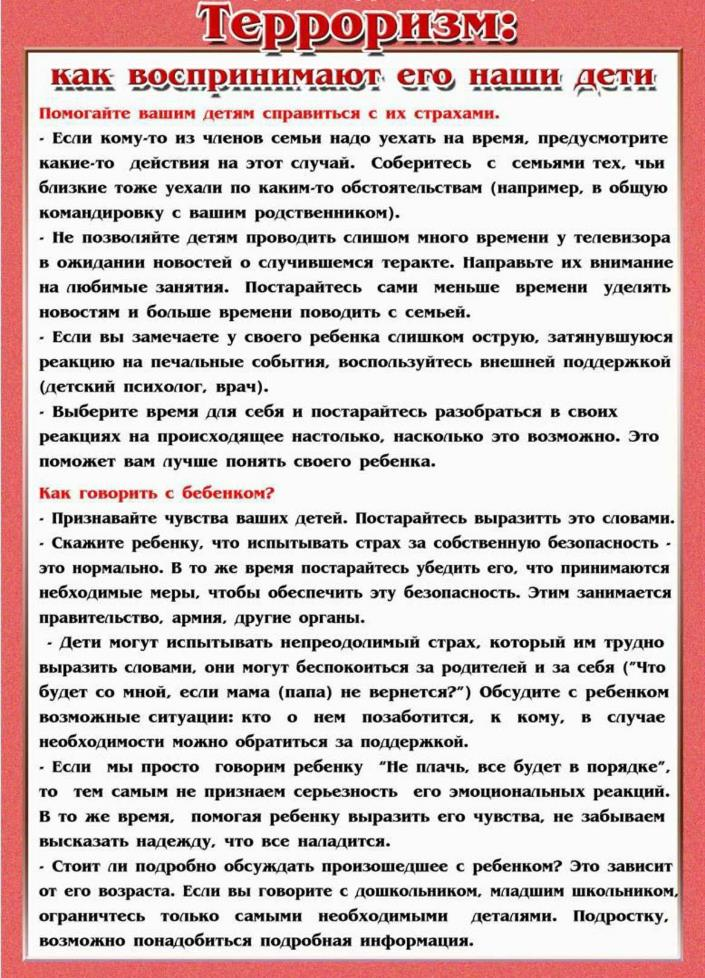 Терроризм:
как воспринимают его наши дети
Помогайте вашим детям справиться с их страхами.
- Если кому-то из членов семьи надо уехать на время, предусмотрите
какие-то действия на этот случай. Соберитесь с семьями тех, чьи
близкие тоже уехали по каким-то обстоятельствам (например, в общую
командировку с вашим родственником).
- Не позволяйте детям проводить слишом много времени у телевизора
в ожидании новостей о случившемся теракте. Направьте их внимание
на любимые занятия. Постарайтесь сами меньше времени уделять
новостям и больше времени поводить с семьей.
- Если вы замечаете у своего ребенка слишком острую, затянувшуюся
реакцию на печальные события, воспользуйтесь внешней поддержкой
(детский психолог, врач).
- Выберите время для себя и постарайтесь разобраться в своих
реакциях на происходящее настолько, насколько это возможно. Это
поможет вам лучше понять своего ребенка.
Как говорить с бебенком?
- Признавайте чувства ваших детей. Постарайтесь выразитть это словами.
- Скажите ребенку, что испытывать страх за собственную безопасность -
это нормально. В то же время постарайтесь убедить его, что принимаются
небходимые меры, чтобы обеспечить эту безопасность. Этим занимается
правительство, армия, другие органы.
- Дети могут испытывать непреодолимый страх, который им трудно
выразить словами, они могут беспокоиться за родителей и за себя ("Что
будет со мной, если мама (папа) не вернется?") Обсудите с ребенком
возможные ситуации: кто о нем позаботится, к кому, в случае
необходимости можно обратиться за поддержкой.
- Если мы просто говорим ребенку "Не плачь, все будет в порядке",
то тем самым не признаем серьезность его эмоциональных реакций.
В то же время, помогая ребенку выразить его чувства, не забываем
высказать надежду, что все наладится.
- Стоит ли подробно обсуждать произошедшее с ребенком? Это зависит
от его возраста. Если вы говорите с дошкольником, младшим школьником,
ограничтесь только самыми необходимыми деталями. Подростку,
возможно понадобиться подробная информация.